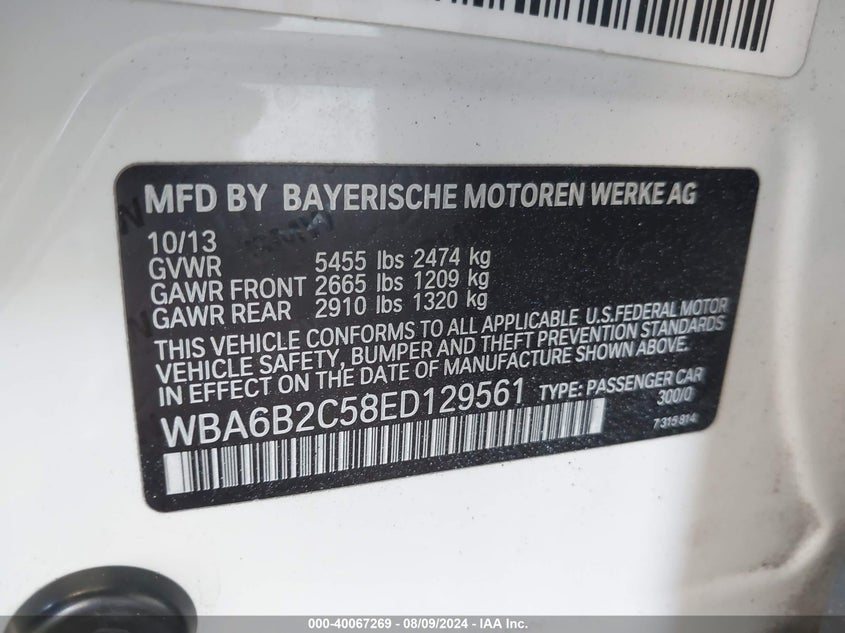 MFD BY BAYERISCHE MOTOREN WERKE AG
10/13
GVWR 5455 lbs 2474 kg
GAWR FRONT 2665 lbs 1209 kg
GAWR REAR 2910 lbs 1320 kg
THIS VEHICLE CONFORMS TO ALL APPLICABLE U.S.FEDERAL MOTOR
VEHICLE SAFETY, BUMPER AND THEFT PREVENTION STANDARDS
IN EFFECT ON THE DATE OF MANUFACTURE SHOWN ABOVE.
WBA6B2C58ED129561 TYPE: PASSENGER CAR
300/0
7 315 814
000-40067269 - 08/09/2024 - IAA Inc.